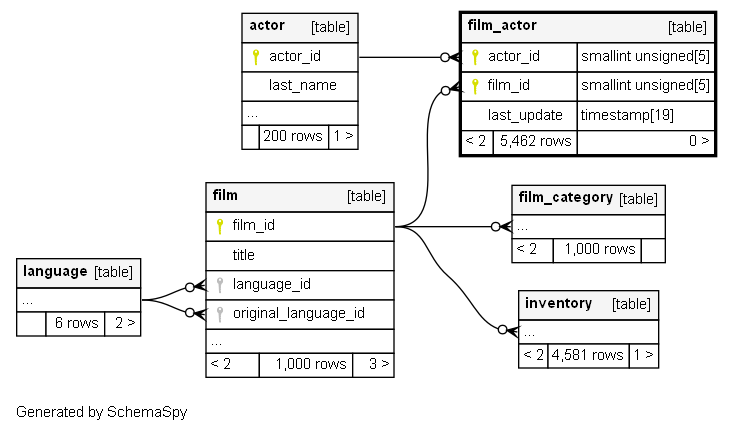 actor [table]
actor_id
last_name
...
200 rows 1 >
film_actor [table]
actor_id smallint unsigned[5]
film_id smallint unsigned[5]
last_update timestamp[19]
< 2 5,462 rows 0 >
film [table]
film_id
title
language_id
original_language_id
...
< 2 1,000 rows 3 >
film_category [table]
...
< 2 1,000 rows
language [table]
...
6 rows 2 >
inventory [table]
...
< 2 4,581 rows 1 >
Generated by SchemaSpy